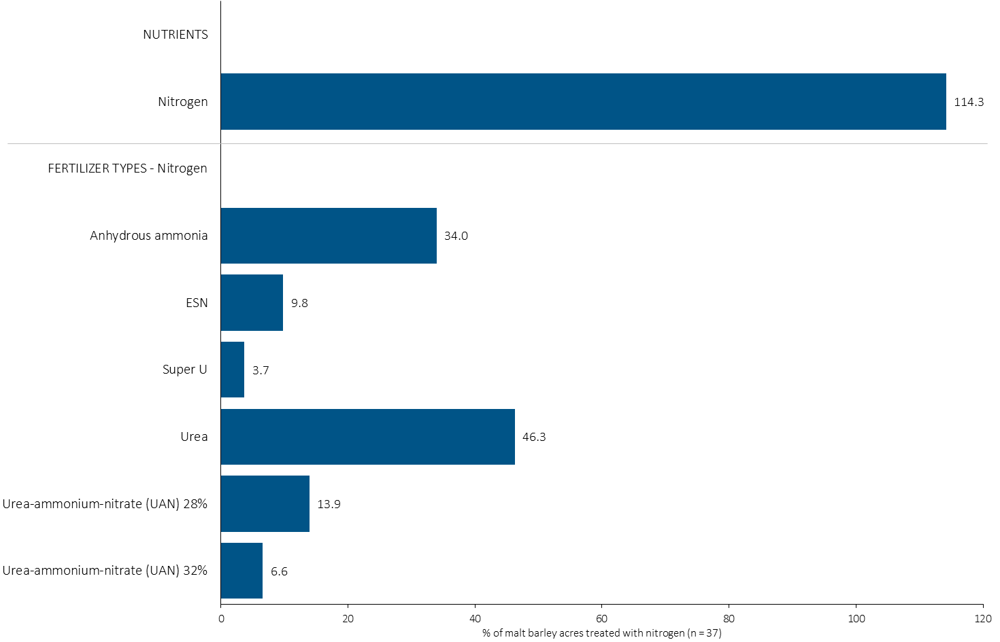 NUTRIENTS
Nitrogen 114.3
FERTILIZER TYPES - Nitrogen
Anhydrous ammonia 34.0
ESN 9.8
Super U 3.7
Urea 46.3
Urea-ammonium-nitrate (UAN) 28% 13.9
Urea-ammonium-nitrate (UAN) 32% 6.6
0 20 40 60 80 100 120
% of malt barley acres treated with nitrogen (n = 37)